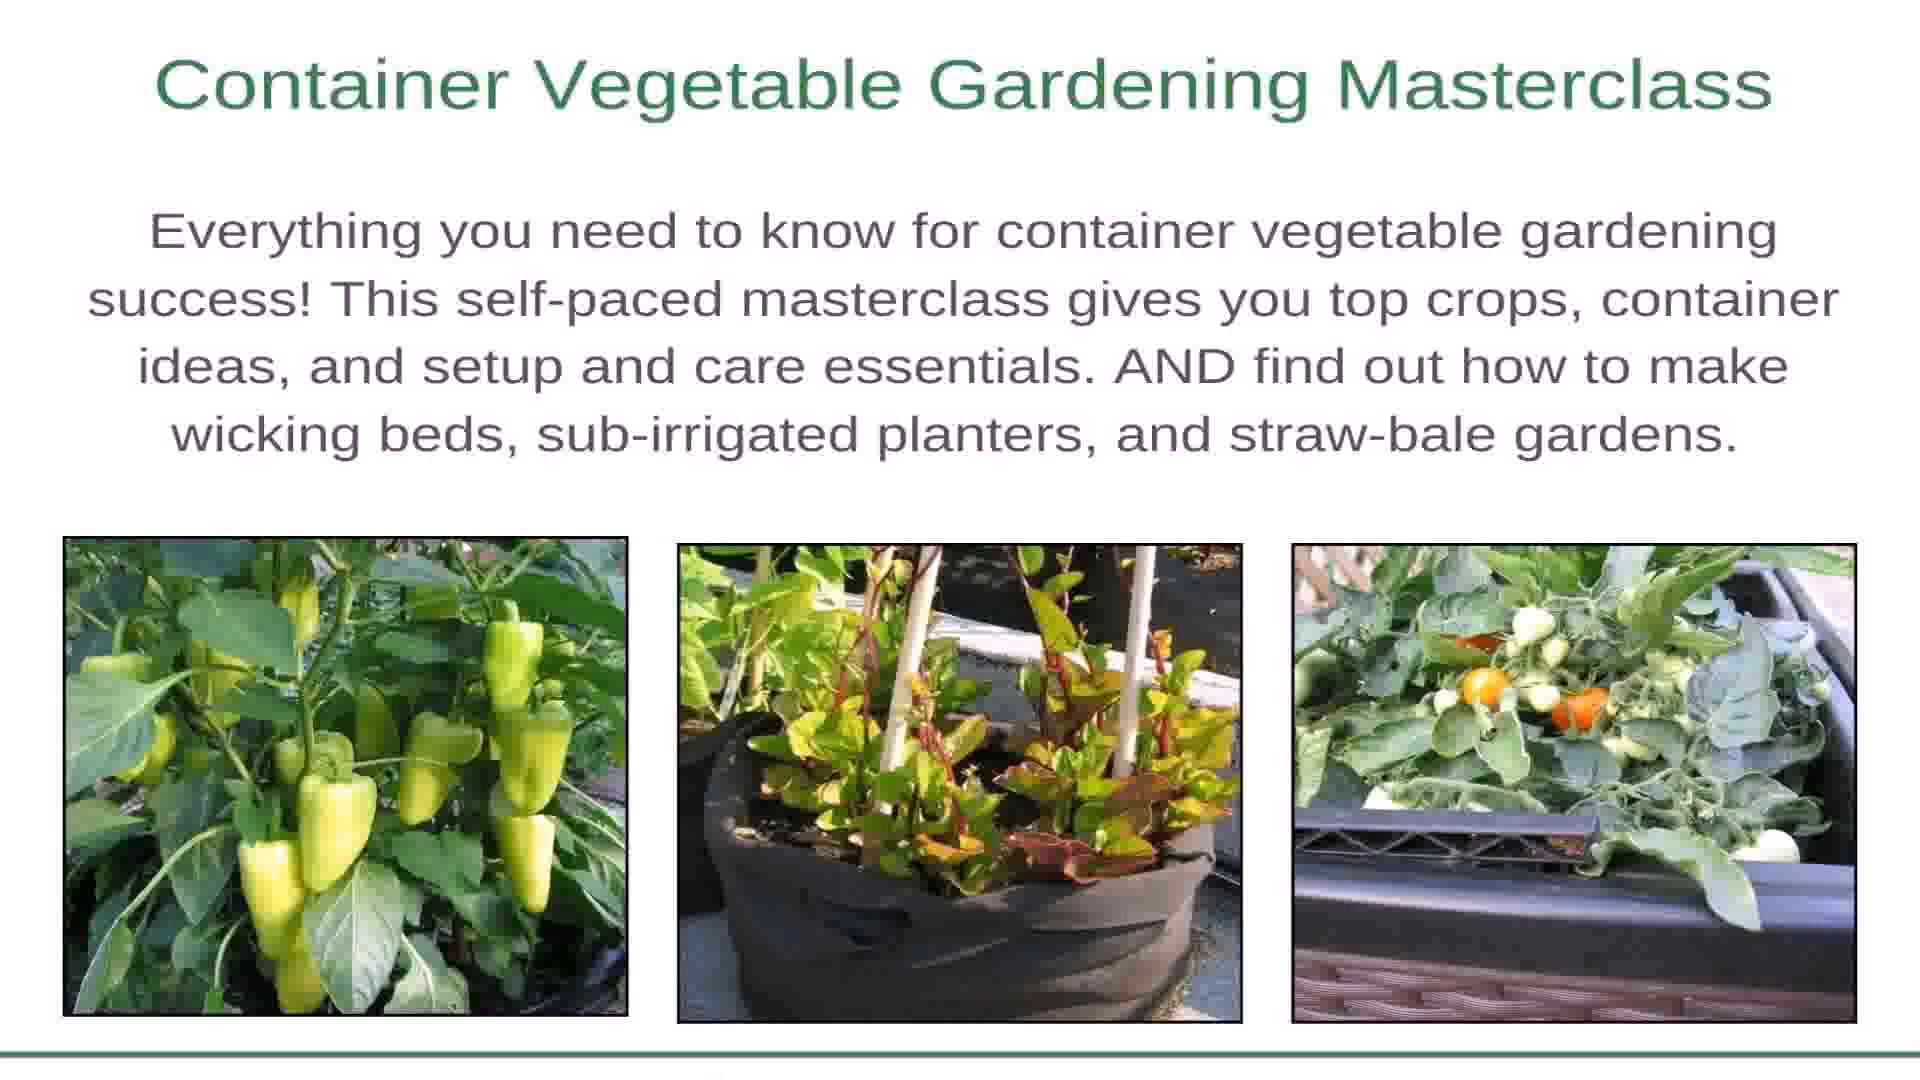 Container Vegetable Gardening Masterclass
Everything you need to know for container vegetable gardening
success! This self-paced masterclass gives you top crops, container
ideas, and setup and care essentials. AND find out how to make
wicking beds, sub-irrigated planters, and straw-bale gardens.